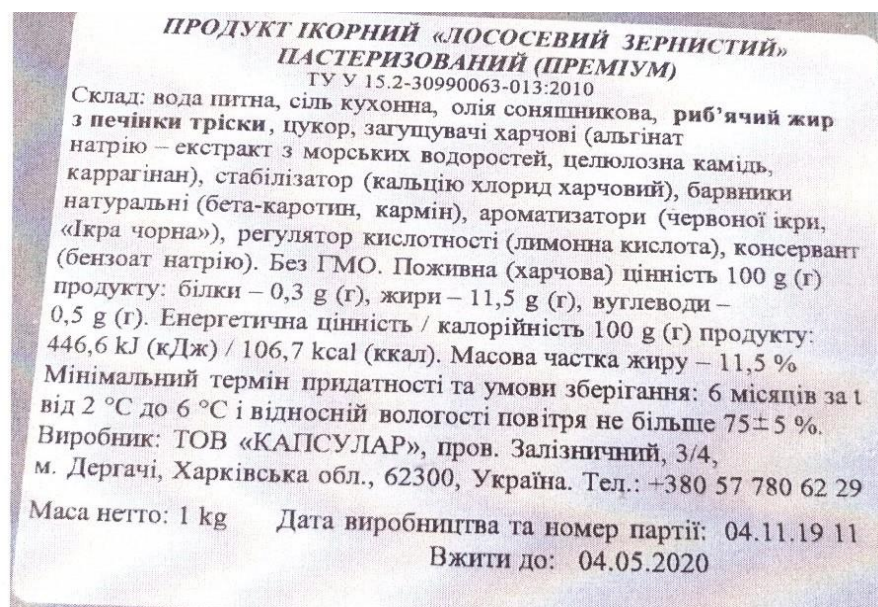 ПРОДУКТ ІКОРНИЙ «ЛОСОСЕВИЙ ЗЕРНИСТИЙ»
ПАСТЕРИЗОВАНИЙ (ПРЕМІУМ)
ТУ У 15.2-30990063-013:2010
Склад: вода питна, сіль кухонна, олія соняшникова, риб’ячий жир
з печінки тріски, цукор, загущувачі харчові (альгінат
натрію – екстракт з морських водоростей, целюлозна камідь,
каррагінан), стабілізатор (кальцію хлорид харчовий), барвники
натуральні (бета-каротин, кармін), ароматизатори (червоної ікри,
«Ікра чорна»), регулятор кислотності (лимонна кислота), консервант
(бензоат натрію). Без ГМО. Поживна (харчова) цінність 100 g (г)
продукту: білки – 0,3 g (г), жири – 11,5 g (г), вуглеводи –
0,5 g (г). Енергетична цінність / калорійність 100 g (г) продукту:
446,6 kJ (кДж) / 106,7 kcal (ккал). Масова частка жиру – 11,5 %
Мінімальний термін придатності та умови зберігання: 6 місяців за t
від 2 °С до 6 °С і відносній вологості повітря не більше 75± 5 %.
Виробник: ТОВ «КАПСУЛАР», пров. Залізничний, 3/4,
м. Дергачі, Харківська обл., 62300, Україна. Тел.: +380 57 780 62 29
Маса нетто: 1 kg Дата виробництва та номер партії: 04.11.19 11
Вжити до: 04.05.2020